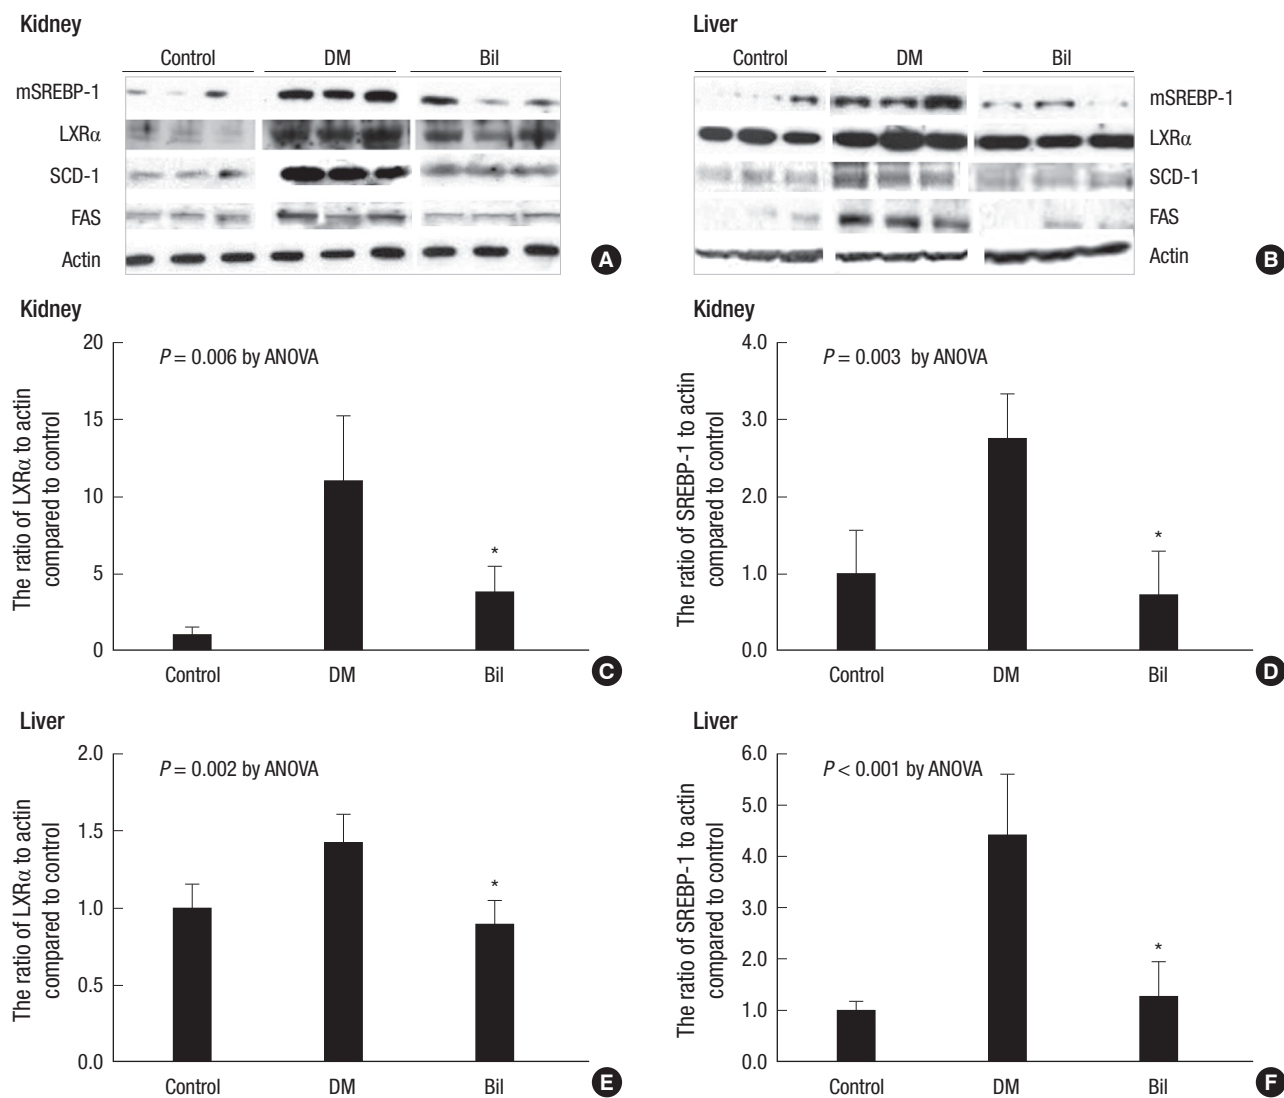 Kidney
Control DM Bil
mSREBP-1
LXRα
SCD-1
FAS
Actin
A
Liver
Control DM Bil
mSREBP-1
LXRα
SCD-1
FAS
Actin
B
Kidney
P = 0.006 by ANOVA
The ratio of LXRα to actin
compared to control
20
15
10
5
0
*
Control DM Bil
C
Kidney
P = 0.003 by ANOVA
The ratio of SREBP-1 to actin
compared to control
4.0
3.0
2.0
1.0
0.0
*
Control DM Bil
D
Liver
P = 0.002 by ANOVA
The ratio of LXRα to actin
compared to control
2.0
1.5
1.0
0.5
0.0
*
Control DM Bil
E
Liver
P < 0.001 by ANOVA
The ratio of SREBP-1 to actin
compared to control
6.0
5.0
4.0
3.0
2.0
1.0
0.0
*
Control DM Bil
F